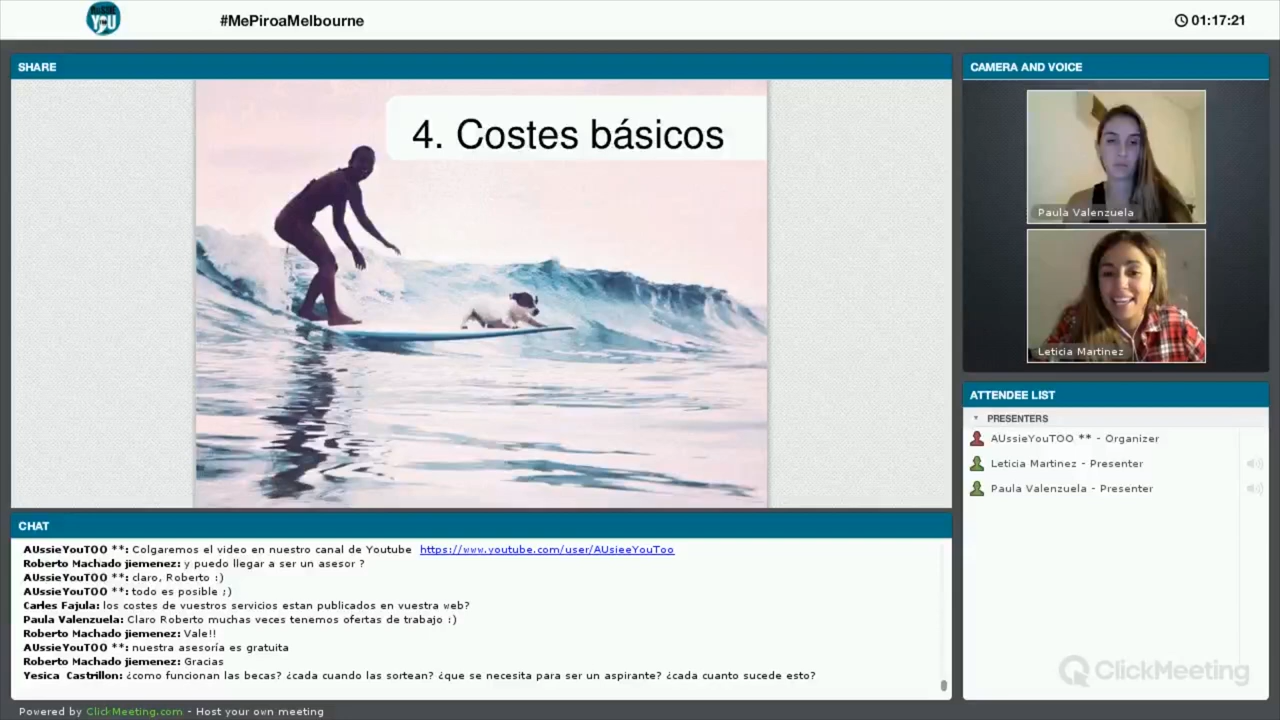 YOU
#MePiroaMelbourne
01:17:21
SHARE
CAMERA AND VOICE
4. Costes básicos
Paula Valenzuela
Leticia Martinez
ATTENDEE LIST
PRESENTERS
AUssieYouTOO ** - Organizer
Leticia Martinez - Presenter
Paula Valenzuela - Presenter
CHAT
AUssieYouTOO **: Colgaremos el video en nuestro canal de Youtube https://www.youtube.com/user/AUsieeYouToo
Roberto Machado jiemenez: y puedo llegar a ser un asesor ?
AUssieYouTOO **: claro, Roberto :)
AUssieYouTOO **: todo es posible ;)
Carles Fajula: los costes de vuestros servicios estan publicados en vuestra web?
Paula Valenzuela: Claro Roberto muchas veces tenemos ofertas de trabajo :)
Roberto Machado jiemenez: Vale!!
AUssieYouTOO **: nuestra asesoría es gratuita
Roberto Machado jiemenez: Gracias
Yesica Castrillon: ¿como funcionan las becas? ¿cada cuando las sortean? ¿que se necesita para ser un aspirante? ¿cada cuanto sucede esto?
ClickMeeting
Powered by ClickMeeting.com - Host your own meeting